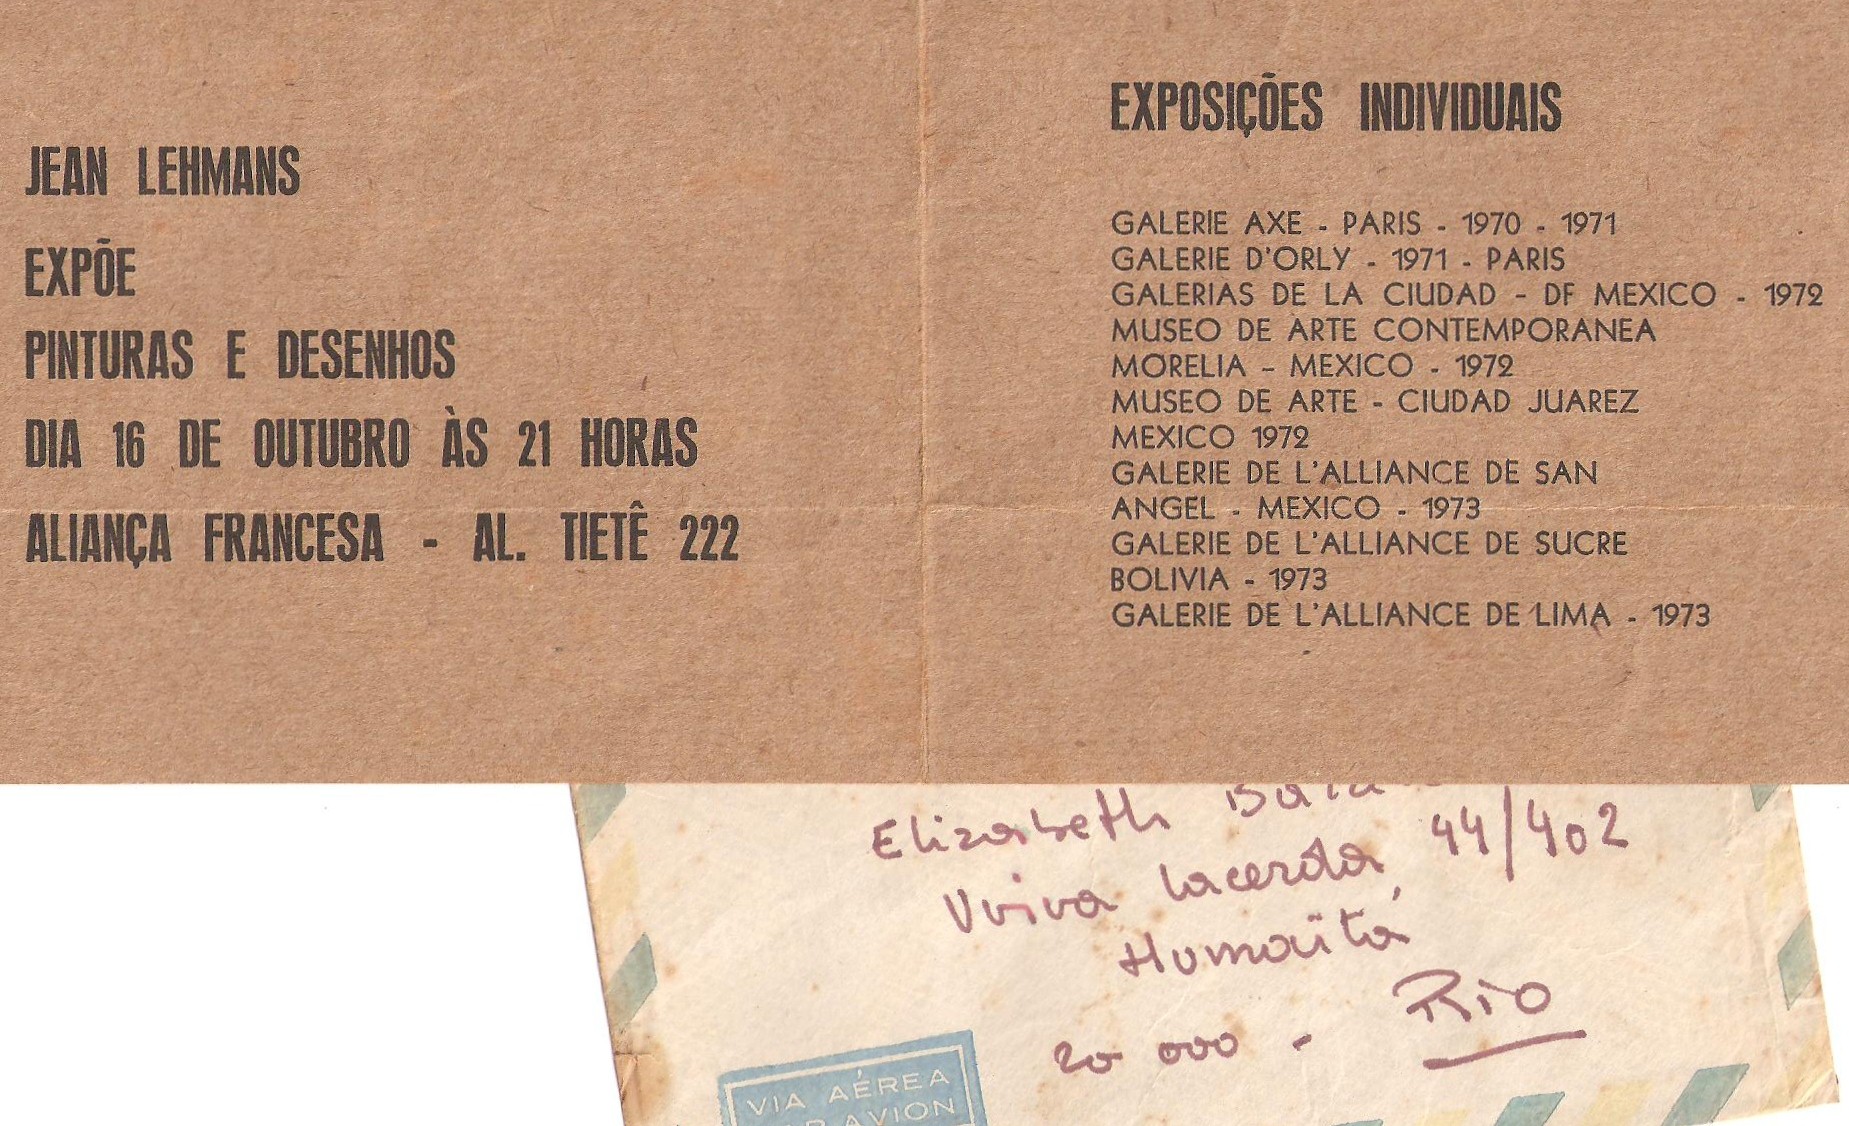 JEAN LEHMANS
EXPÕE
PINTURAS E DESENHOS
DIA 16 DE OUTUBRO ÀS 21 HORAS
ALIANÇA FRANCESA - AL. TIETÊ 222
EXPOSIÇÕES INDIVIDUAIS
GALERIE AXE - PARIS - 1970 - 1971
GALERIE D'ORLY - 1971 - PARIS
GALERIAS DE LA CIUDAD - DF MEXICO - 1972
MUSEO DE ARTE CONTEMPORANEA
MORELIA - MEXICO - 1972
MUSEO DE ARTE - CIUDAD JUAREZ
MEXICO 1972
GALERIE DE L'ALLIANCE DE SAN
ANGEL - MEXICO - 1973
GALERIE DE L'ALLIANCE DE SUCRE
BOLIVIA - 1973
GALERIE DE L'ALLIANCE DE LIMA - 1973
Elizabeth
Viúva Lacerda, 44/402
Humaitá
20 000 - Rio
VIA AÉREA
PAR AVION